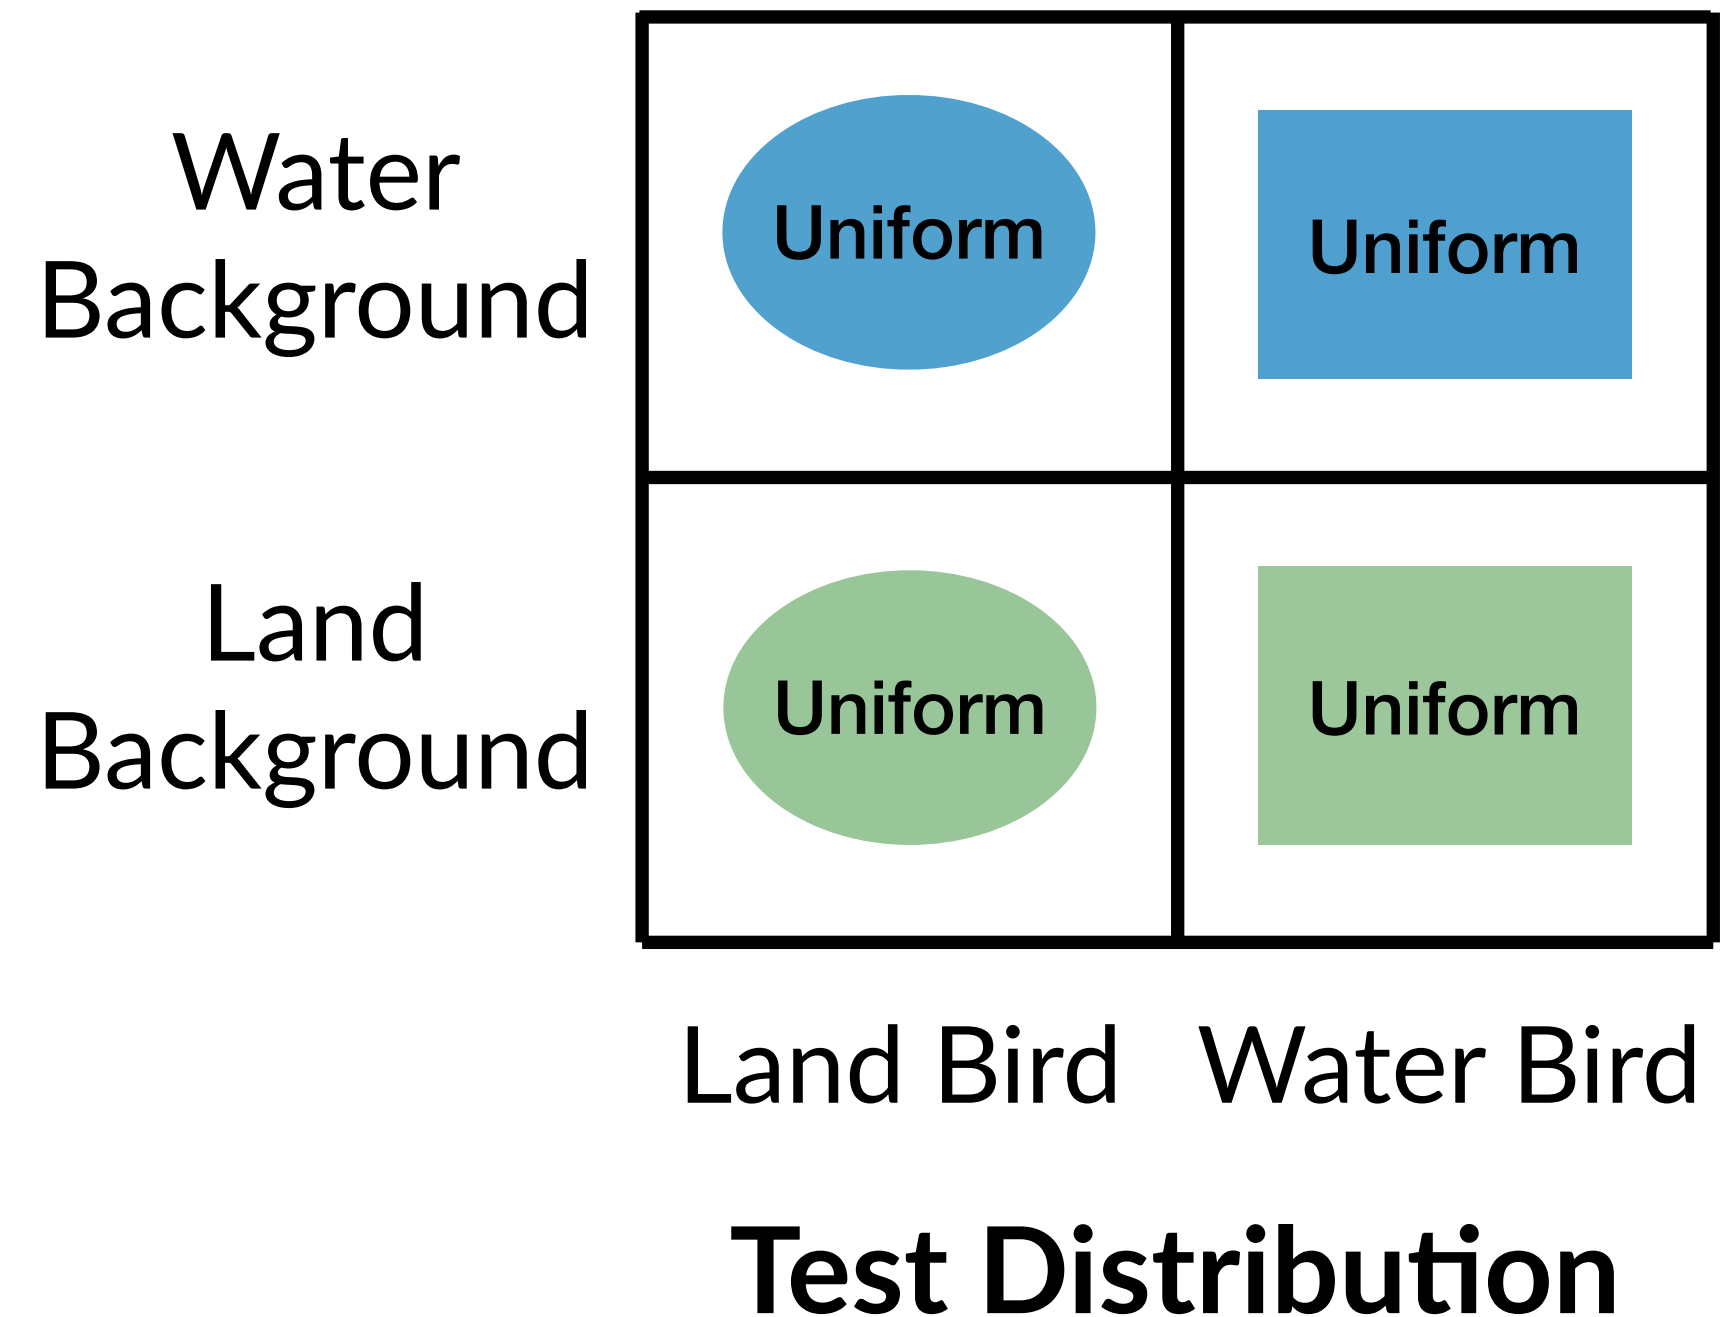 Water
Background
Uniform
Uniform
Land
Background
Uniform
Uniform
Land Bird
Water Bird
Test Distribution